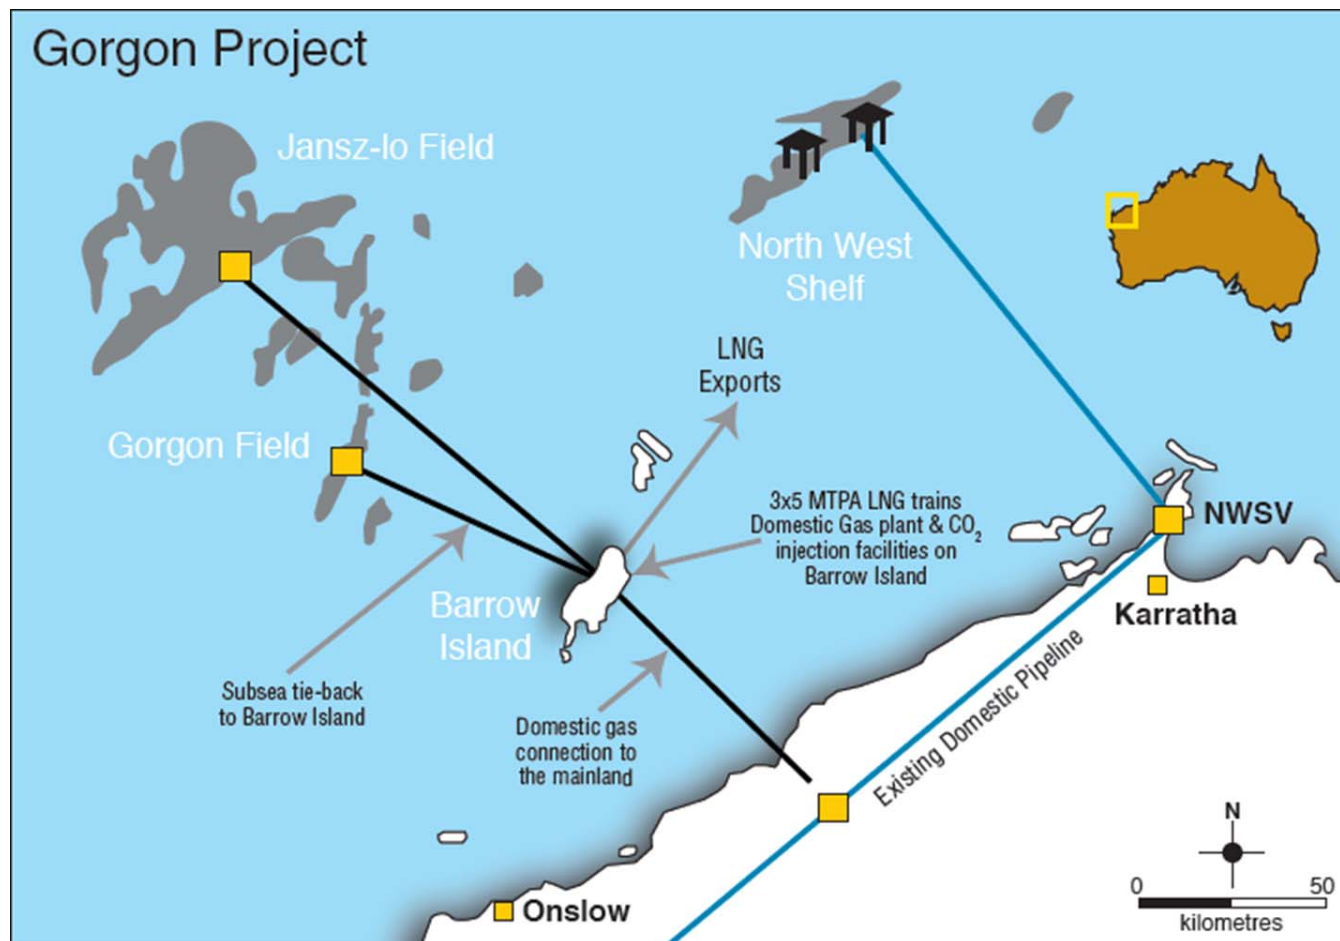 Gorgon Project
Jansz-Io Field
North West
Shelf
LNG
Exports
Gorgon Field
3x5 MTPA LNG trains
Domestic Gas plant & CO₂
injection facilities on
Barrow Island
NWSV
Karratha
Barrow
Island
Subsea tie-back
to Barrow Island
Domestic gas
connection to
the mainland
Existing Domestic Pipeline
Onslow
N
0 50
kilometres